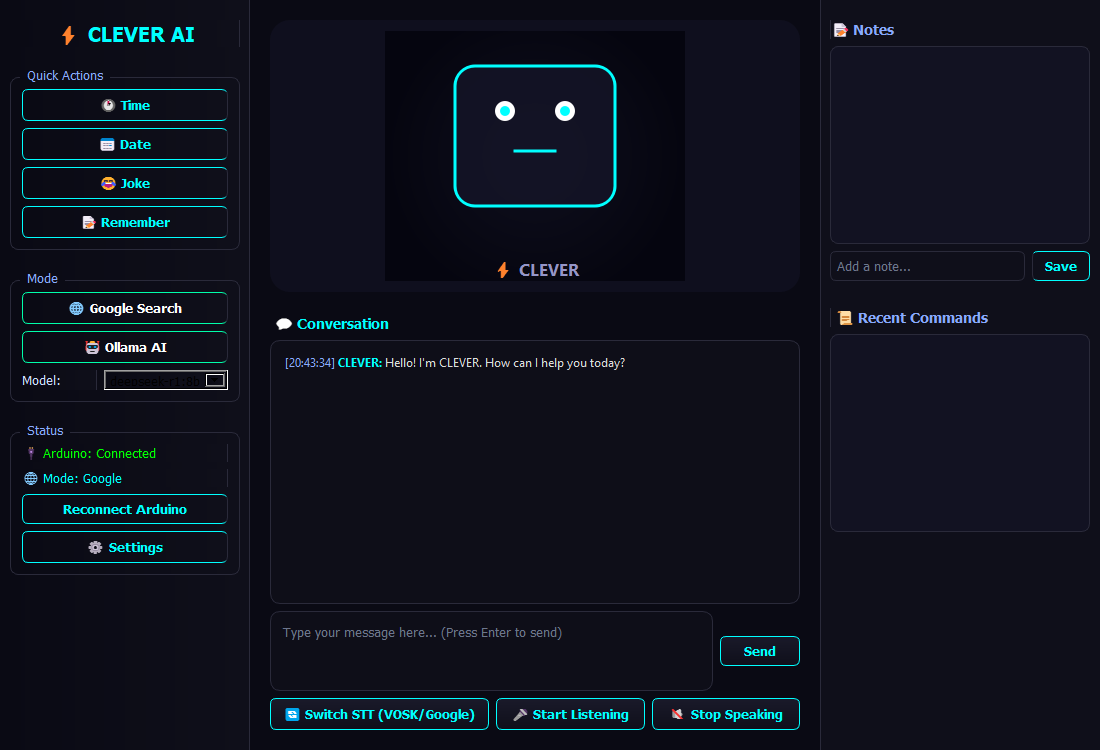 CLEVER AI
Quick Actions
Time
Date
Joke
Remember
Mode
Google Search
Ollama AI
Model:
Status
Arduino: Connected
Mode: Google
Reconnect Arduino
Settings
CLEVER
Conversation
[20:43:34] CLEVER: Hello! I'm CLEVER. How can I help you today?
Type your message here... (Press Enter to send)
Send
Switch STT (VOSK/Google)
Start Listening
Stop Speaking
Notes
Add a note...
Save
Recent Commands